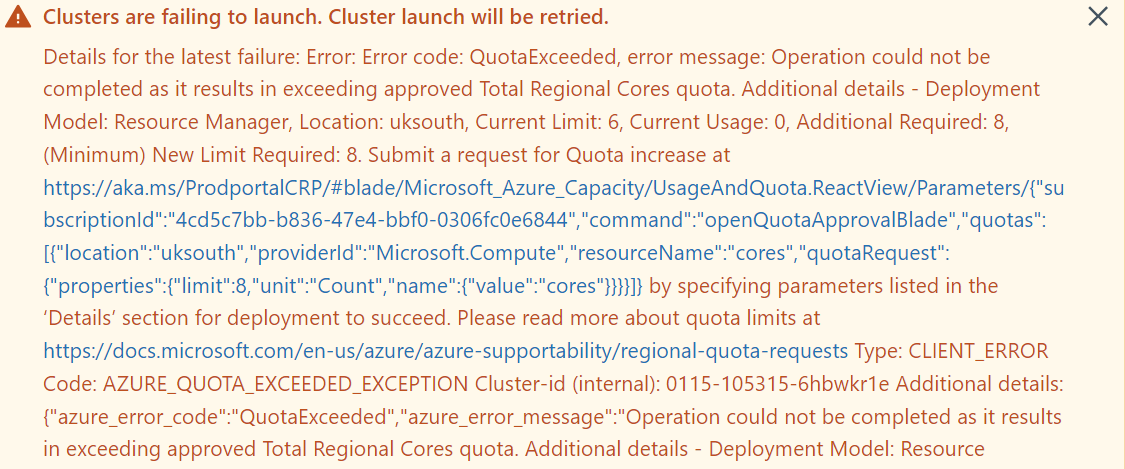 Clusters are failing to launch. Cluster launch will be retried.
Details for the latest failure: Error: Error code: QuotaExceeded, error message: Operation could not be
completed as it results in exceeding approved Total Regional Cores quota. Additional details - Deployment
Model: Resource Manager, Location: uksouth, Current Limit: 6, Current Usage: 0, Additional Required: 8,
(Minimum) New Limit Required: 8. Submit a request for Quota increase at
https://aka.ms/ProdportalCRP/#blade/Microsoft_Azure_Capacity/UsageAndQuota.ReactView/Parameters/{"su
bscriptionId":"4cd5c7bb-b836-47e4-bbf0-0306fc0e6844","command":"openQuotaApprovalBlade","quotas":
[{"location":"uksouth","providerId":"Microsoft.Compute","resourceName":"cores","quotaRequest":
{"properties":{"limit":8,"unit":"Count","name":{"value":"cores"}}}}]} by specifying parameters listed in the
‘Details’ section for deployment to succeed. Please read more about quota limits at
https://docs.microsoft.com/en-us/azure/azure-supportability/regional-quota-requests Type: CLIENT_ERROR
Code: AZURE_QUOTA_EXCEEDED_EXCEPTION Cluster-id (internal): 0115-105315-6hbwkr1e Additional details:
{"azure_error_code":"QuotaExceeded","azure_error_message":"Operation could not be completed as it results
in exceeding approved Total Regional Cores quota. Additional details - Deployment Model: Resource